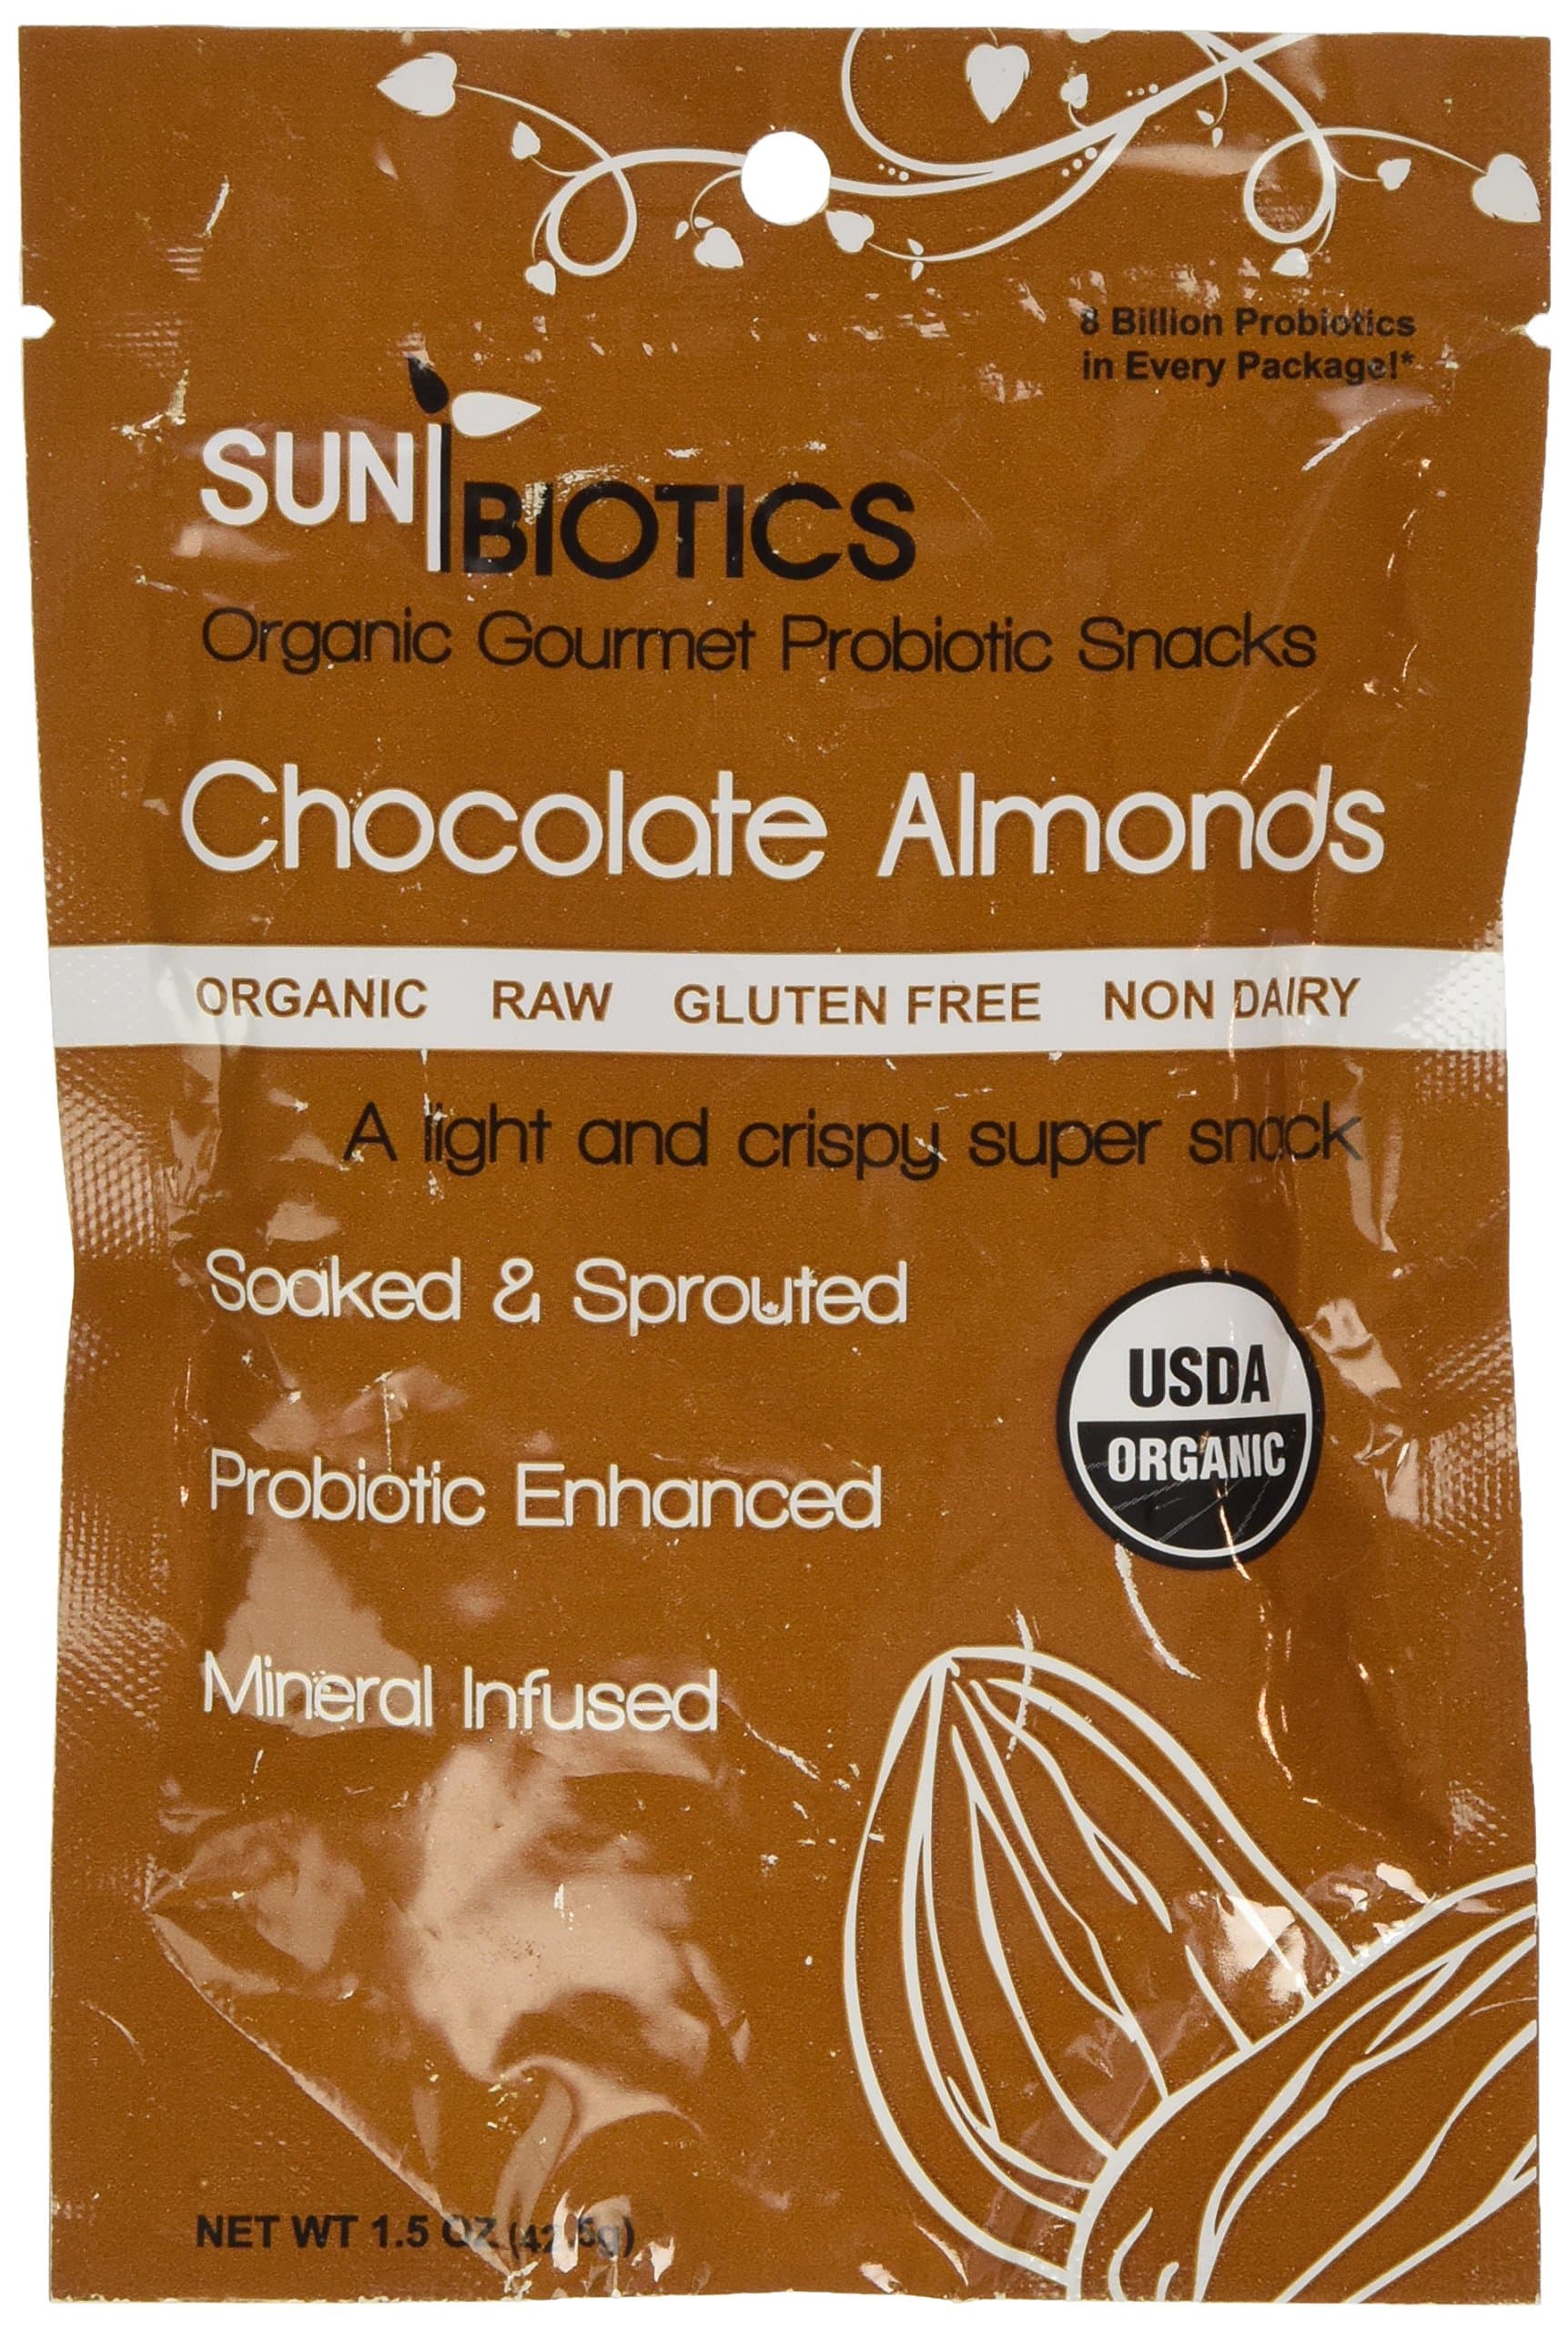 8 Billion Probiotics
in Every Package!*
SUN BIOTICS
Organic Gourmet Probiotic Snacks
Chocolate Almonds
ORGANIC RAW GLUTEN FREE NON DAIRY
A light and crispy super snack
Soaked & Sprouted
USDA
ORGANIC
Probiotic Enhanced
Mineral Infused
NET WT 1.5 OZ (42.5g)